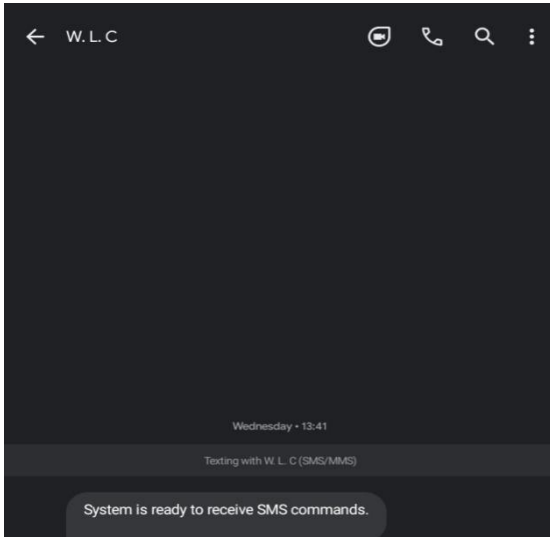 W. L. C
Wednesday • 13:41
Texting with W. L. C (SMS/MMS)
System is ready to receive SMS commands.